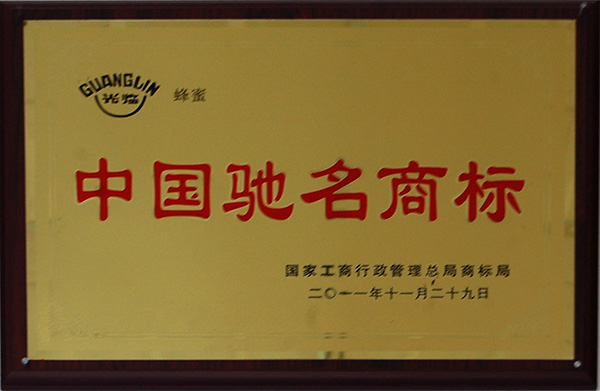 GUANGLIN
光临 蜂蜜
中国驰名商标
国家工商行政管理总局商标局
二〇一一年十一月二十九日